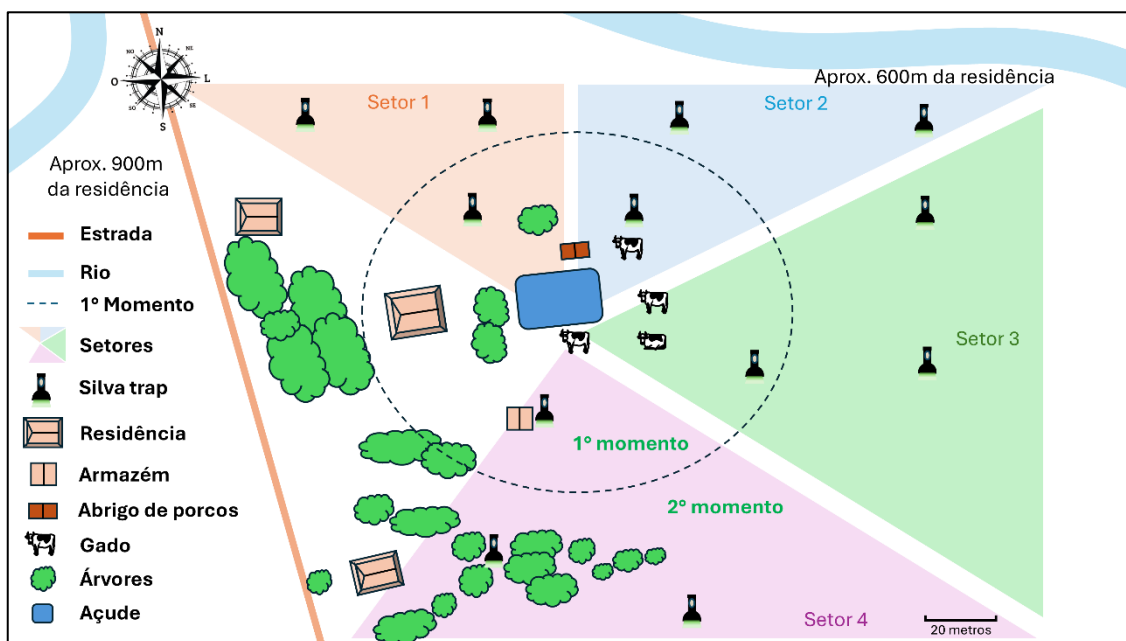 N
NO
NE
O
L
SO
SE
S
Aprox. 600m da residência
Setor 1
Setor 2
Aprox. 900m
da residência
Estrada
Rio
1º Momento
Setores
Silva trap
Residência
Armazém
Abrigo de porcos
Gado
Árvores
Açude
Setor 3
1º momento
2º momento
Setor 4
20 metros